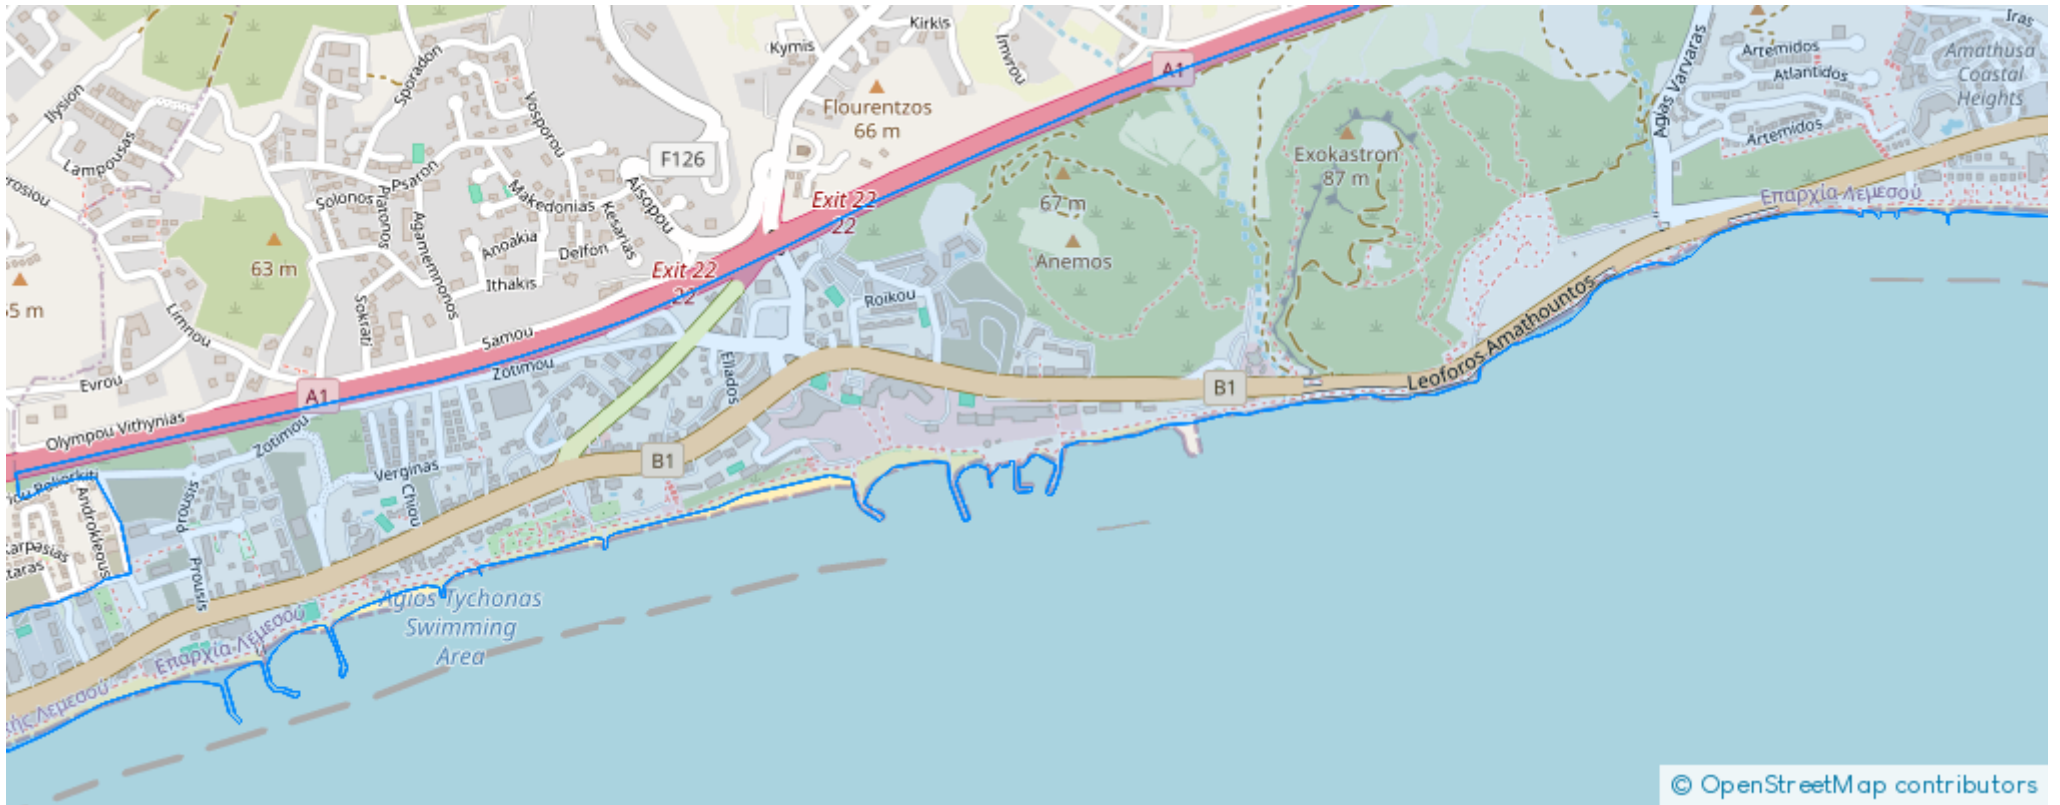 Kirkis
Iras
Kymis
Imvrou
Artemidos
Amathusa
Coastal
Heights
Sporadon
A1
Atlantidos
Agias Varvaras
Ilysion
Vosporou
Flourentzos
66 m
Artemidos
Lampousas
F126
Exokastron
87 m
Psaron
Solonos
Platonos
Makedonias
Aisopou
Exit 22
22
67 m
Επαρχία Λεμεσού
Kesarias
Agamemnonos
Anoakia
Delfon
63 m
Anemos
Exit 22
22
Ithakis
Roikou
Sokrati
Limnou
Samou
Leoforos Amathountos
Evrou
Zotimou
Eliados
B1
A1
Olympou Vithynias
Zotimou
B1
Verginas
Chiou
Prousis
Androkleous
Karpasias
Prousis
Agios Tychonas
Swimming
Area
Επαρχία Λεμεσού
Λεμεσού
© OpenStreetMap contributors